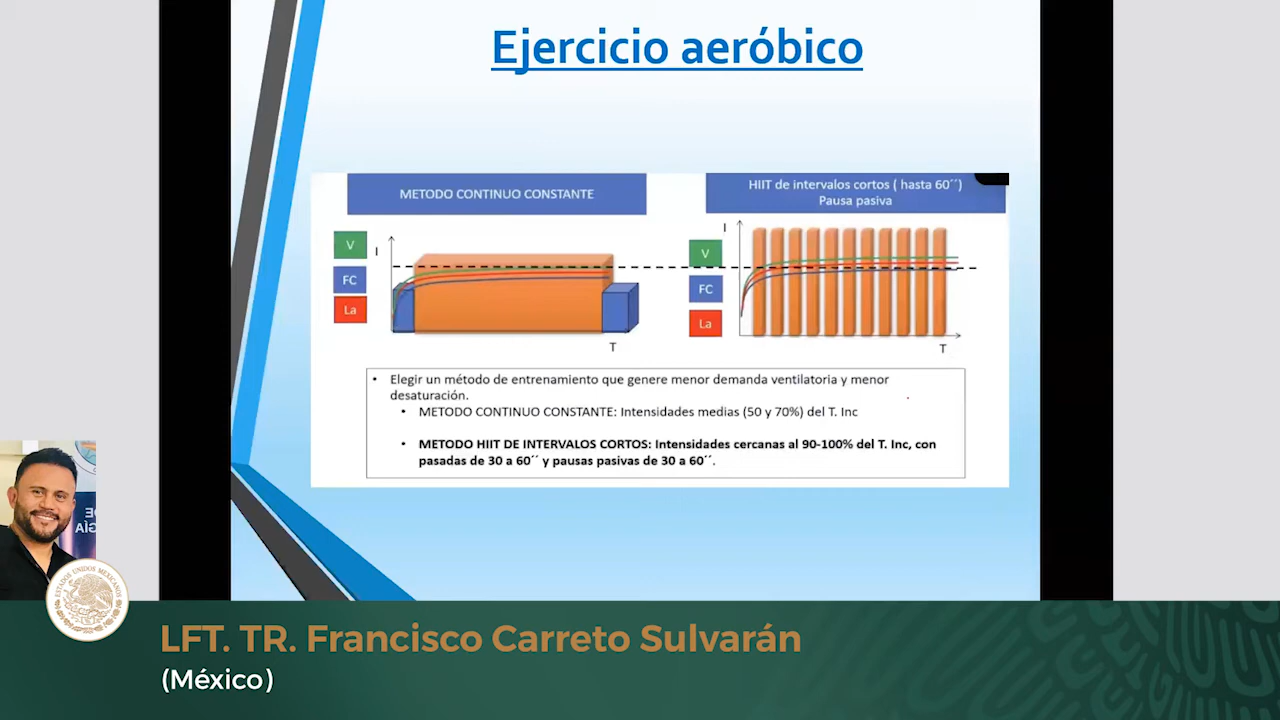 Ejercicio aeróbico
METODO CONTINUO CONSTANTE
V
I
FC
La
T
HIIT de intervalos cortos ( hasta 60´´)
Pausa pasiva
I
V
FC
La
T
• Elegir un método de entrenamiento que genere menor demanda ventilatoria y menor
desaturación.
• METODO CONTINUO CONSTANTE: Intensidades medias (50 y 70%) del T. Inc
• METODO HIIT DE INTERVALOS CORTOS: Intensidades cercanas al 90-100% del T. Inc, con
pasadas de 30 a 60´´ y pausas pasivas de 30 a 60´´.
ESTADOS UNIDOS MEXICANOS
LFT. TR. Francisco Carreto Sulvarán
(México)